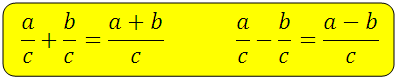 a/c + b/c = (a + b)/c    a/c − b/c = (a − b)/c